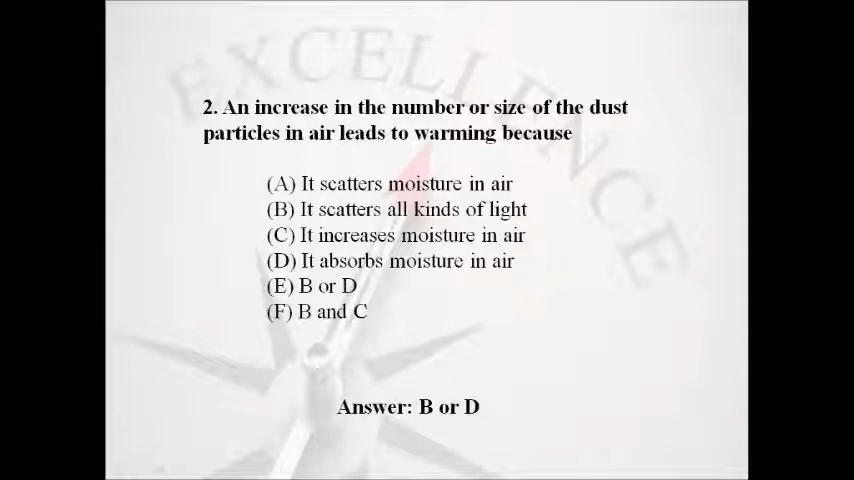 EXCELLENCE
2. An increase in the number or size of the dust
particles in air leads to warming because
(A) It scatters moisture in air
(B) It scatters all kinds of light
(C) It increases moisture in air
(D) It absorbs moisture in air
(E) B or D
(F) B and C
Answer: B or D